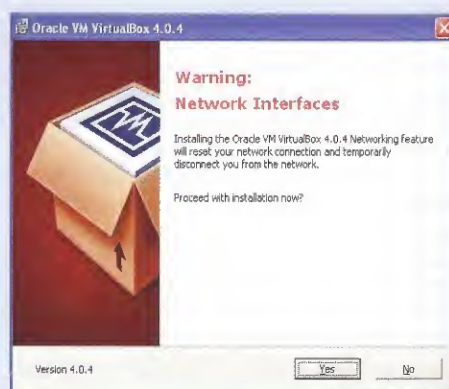 Oracle VM VirtualBox 4.0.4
Warning:
Network Interfaces
Installing the Oracle VM VirtualBox 4.0.4 Networking feature
will reset your network connection and temporarily
disconnect you from the network.
Proceed with installation now?
Version 4.0.4
Yes
No